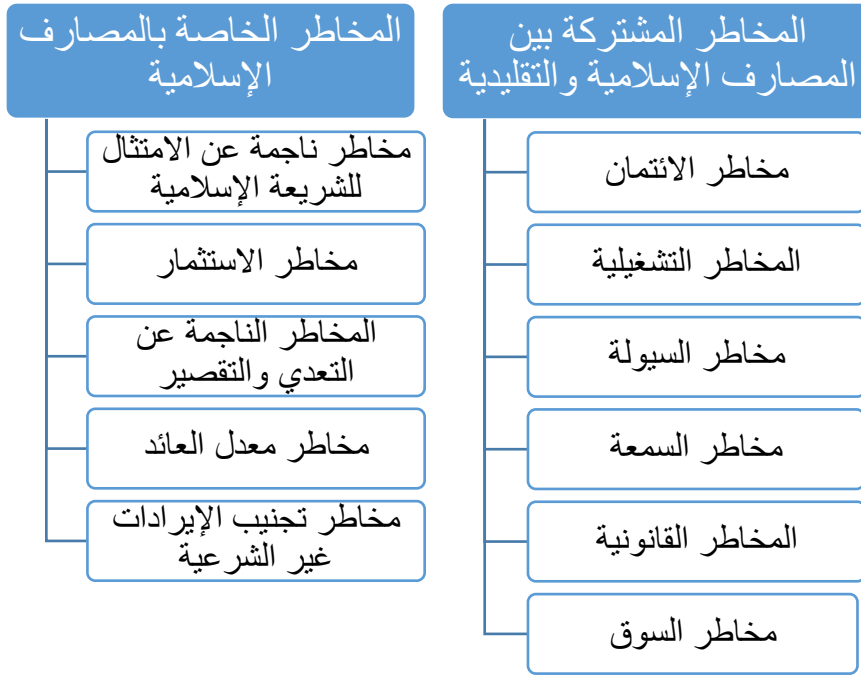 المخاطر المشتركة بين
المصارف الإسلامية والتقليدية
مخاطر الائتمان
المخاطر التشغيلية
مخاطر السيولة
مخاطر السمعة
المخاطر القانونية
مخاطر السوق
المخاطر الخاصة بالمصارف
الإسلامية
مخاطر ناجمة عن الامتثال
للشريعة الإسلامية
مخاطر الاستثمار
المخاطر الناجمة عن
التعدي والتقصير
مخاطر معدل العائد
مخاطر تجنيب الإيرادات
غير الشرعية